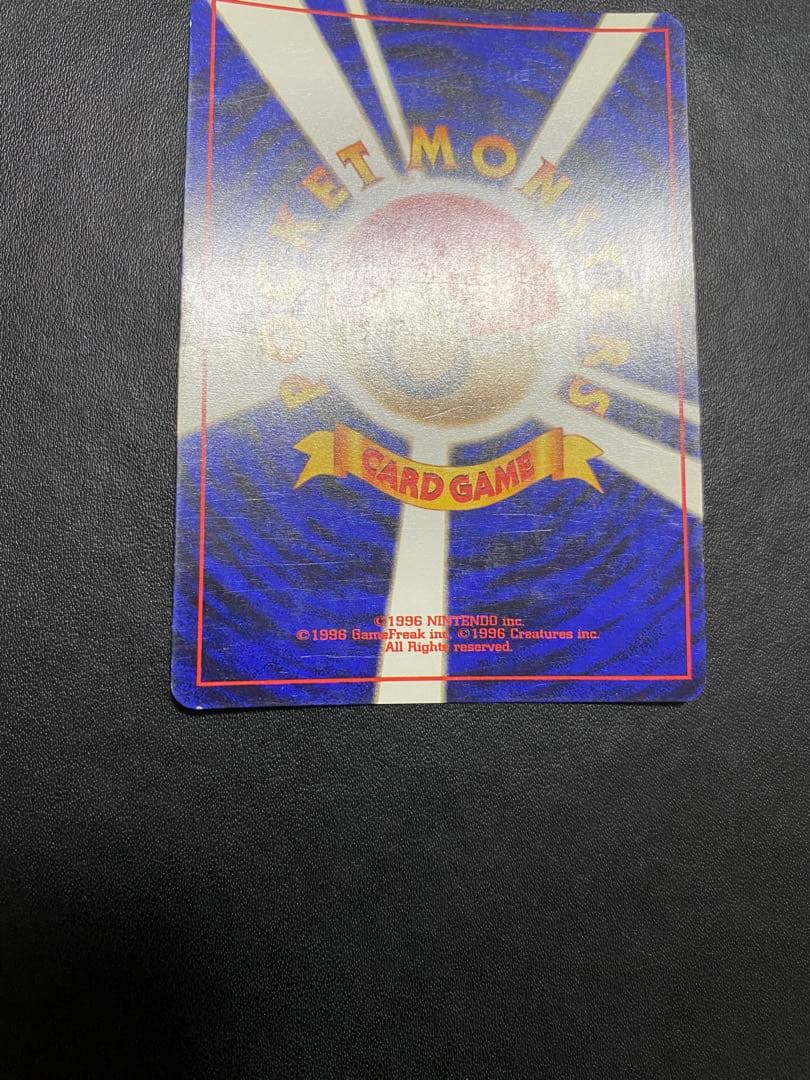 POCKET MONSTERS
CARD GAME
©1996 NINTENDO inc.
©1996 GameFreak inc. ©1996 Creatures inc.
All Rights reserved.